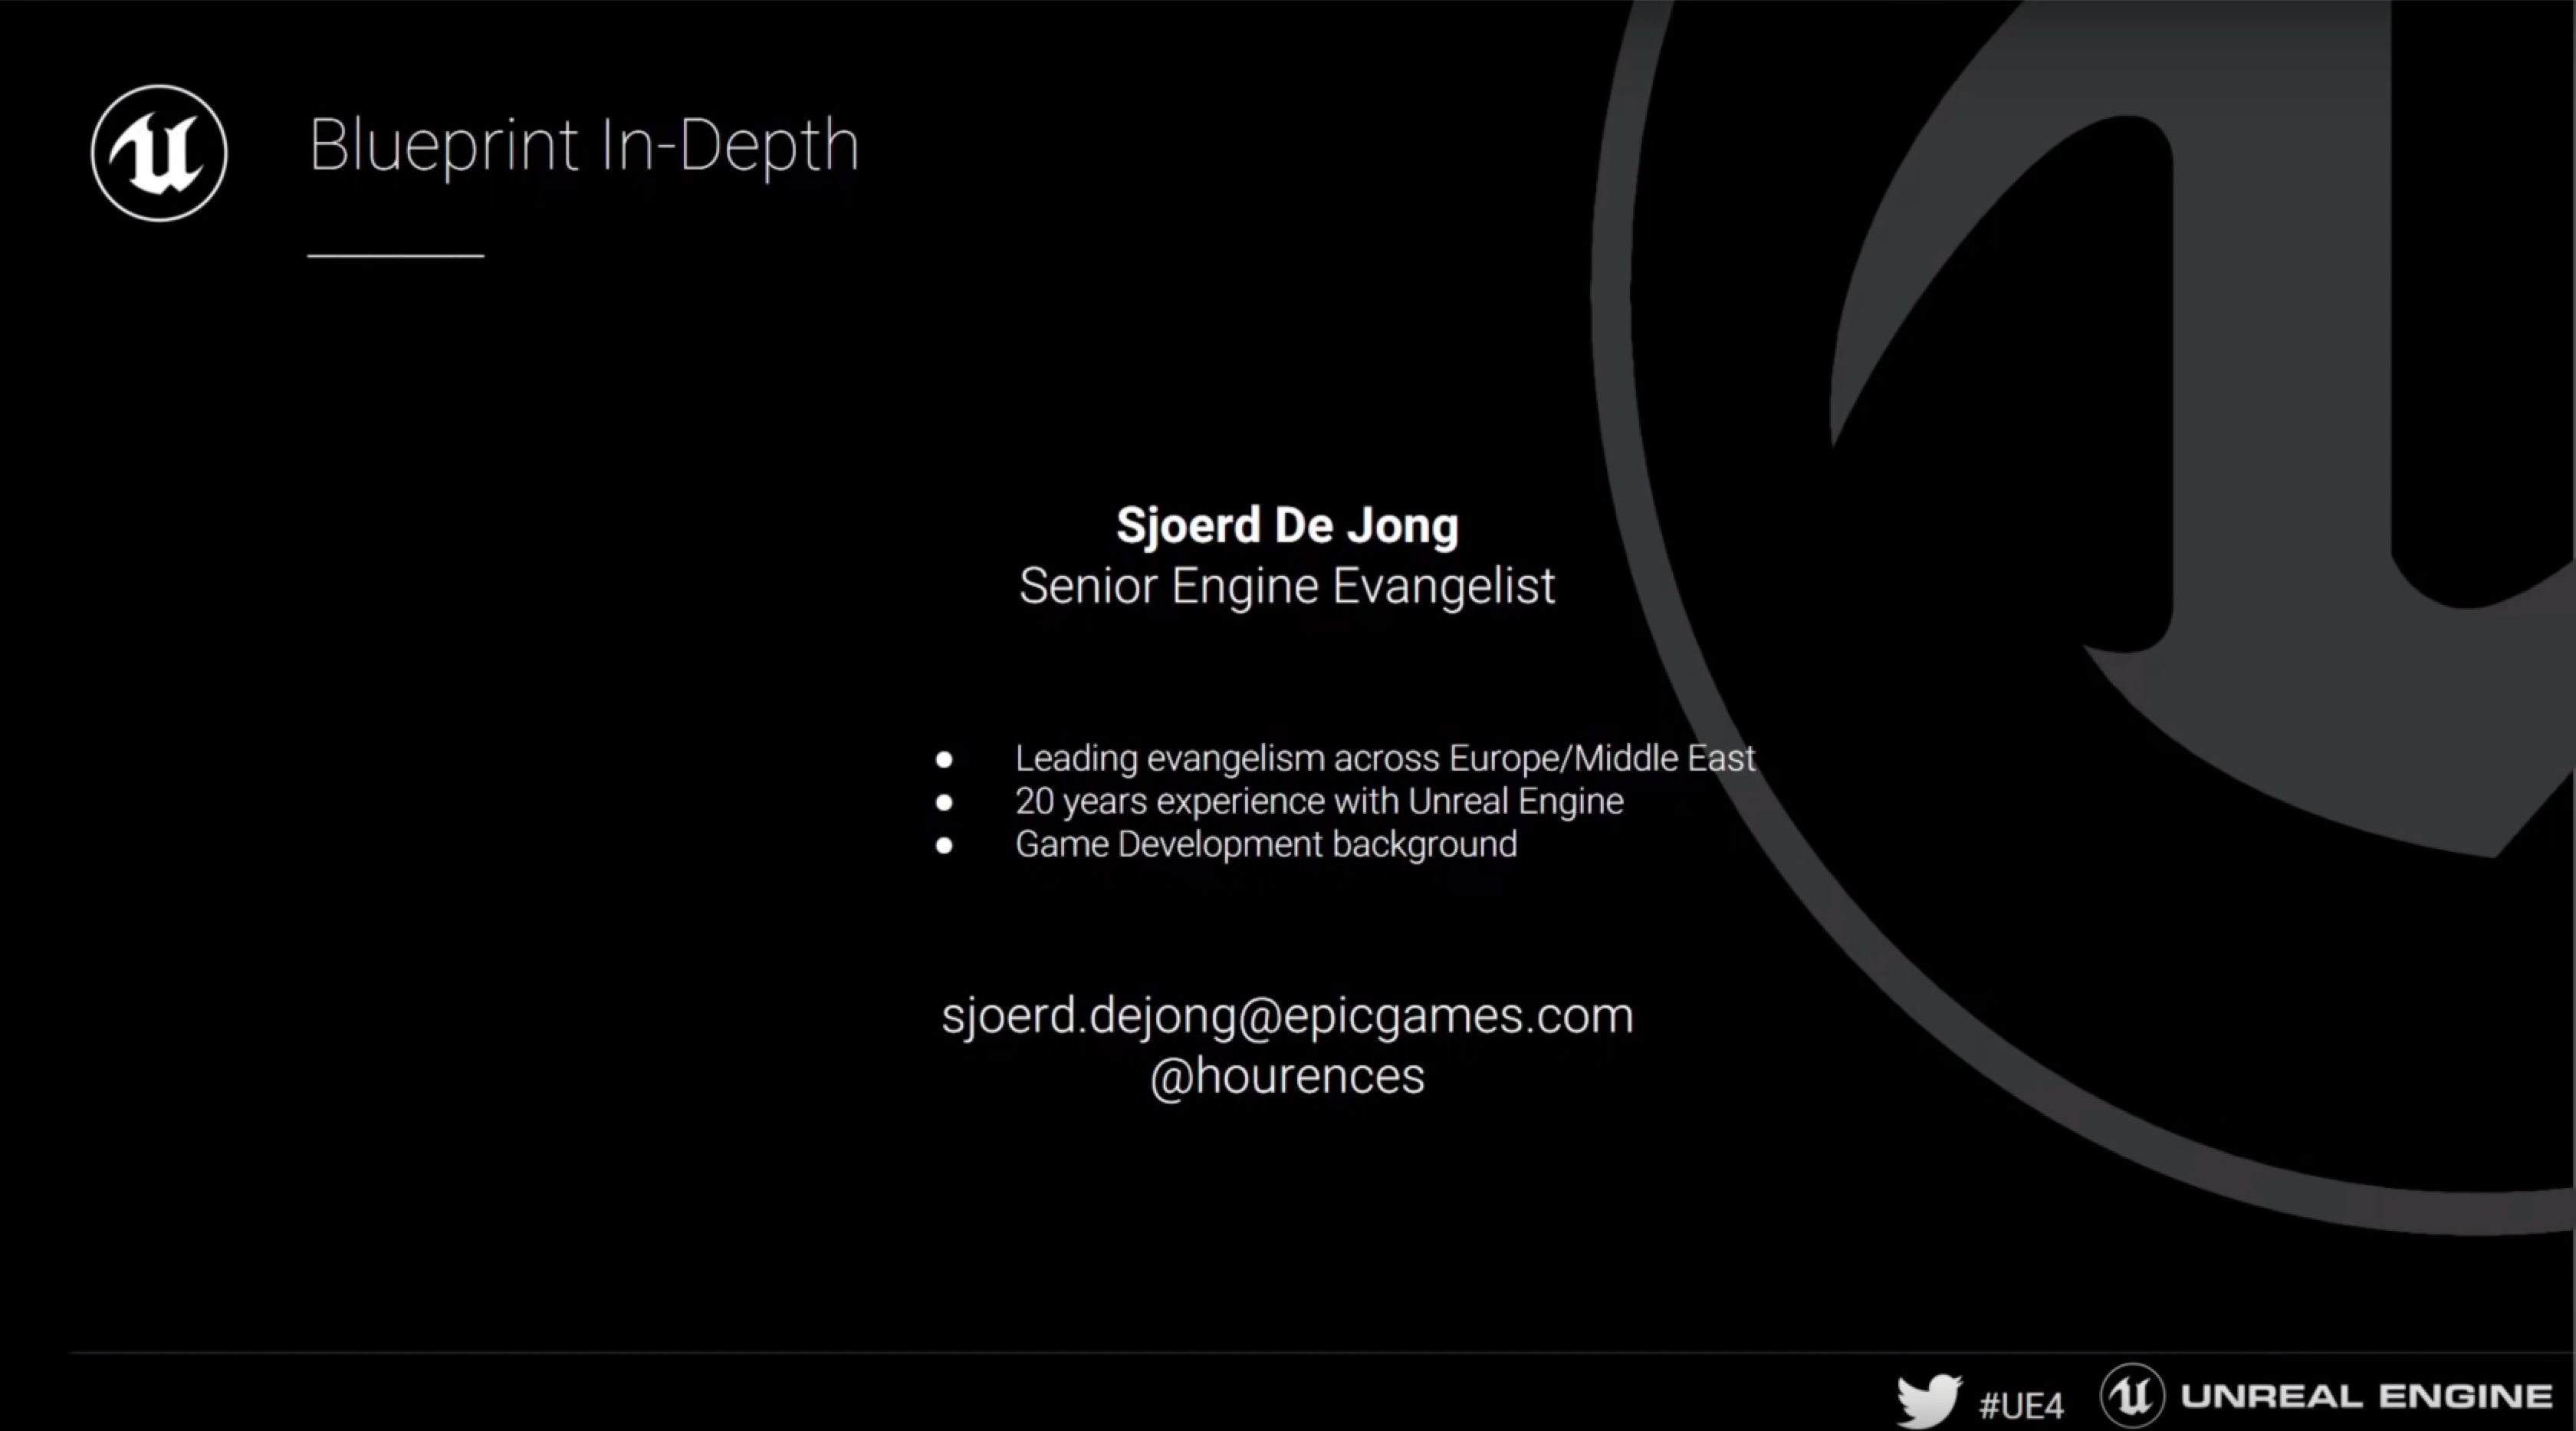 Blueprint In-Depth
Sjoerd De Jong
Senior Engine Evangelist
● Leading evangelism across Europe/Middle East
● 20 years experience with Unreal Engine
● Game Development background
sjoerd.dejong@epicgames.com
@hourences
#UE4
UNREAL ENGINE